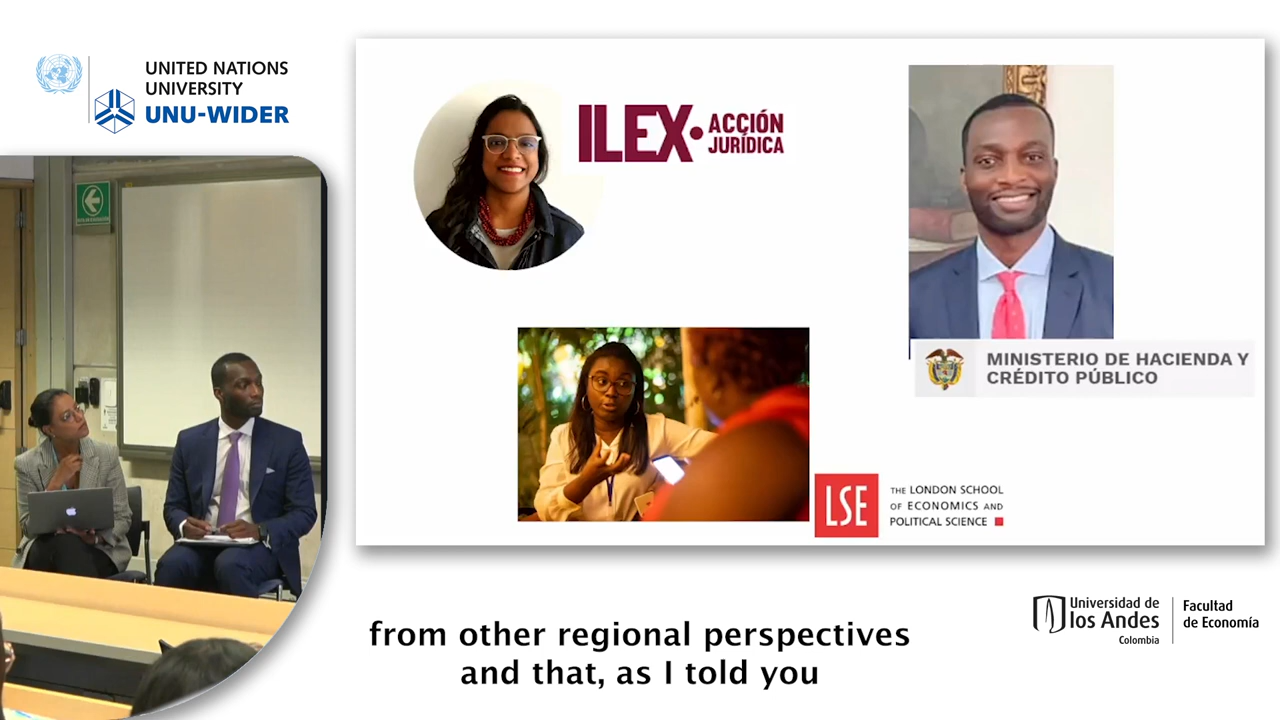 UNITED NATIONS
UNIVERSITY
UNU-WIDER
ILEX
ACCIÓN
JURÍDICA
MINISTERIO DE HACIENDA Y
CRÉDITO PÚBLICO
LSE
THE LONDON SCHOOL
OF ECONOMICS AND
POLITICAL SCIENCE
Universidad de
los Andes
Colombia
Facultad
de Economía
from other regional perspectives
and that, as I told you